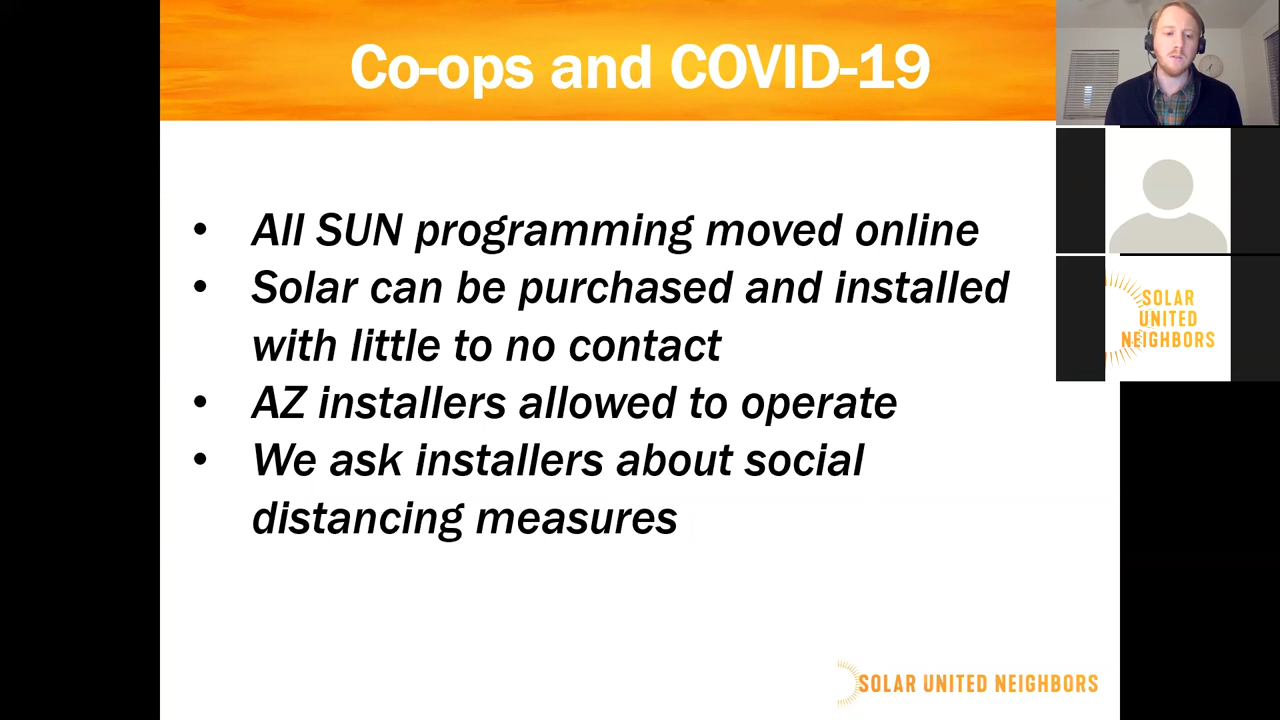 Co-ops and COVID-19
• All SUN programming moved online
• Solar can be purchased and installed
with little to no contact
• AZ installers allowed to operate
• We ask installers about social
distancing measures
SOLAR UNITED NEIGHBORS
SOLAR
UNITED
NEIGHBORS